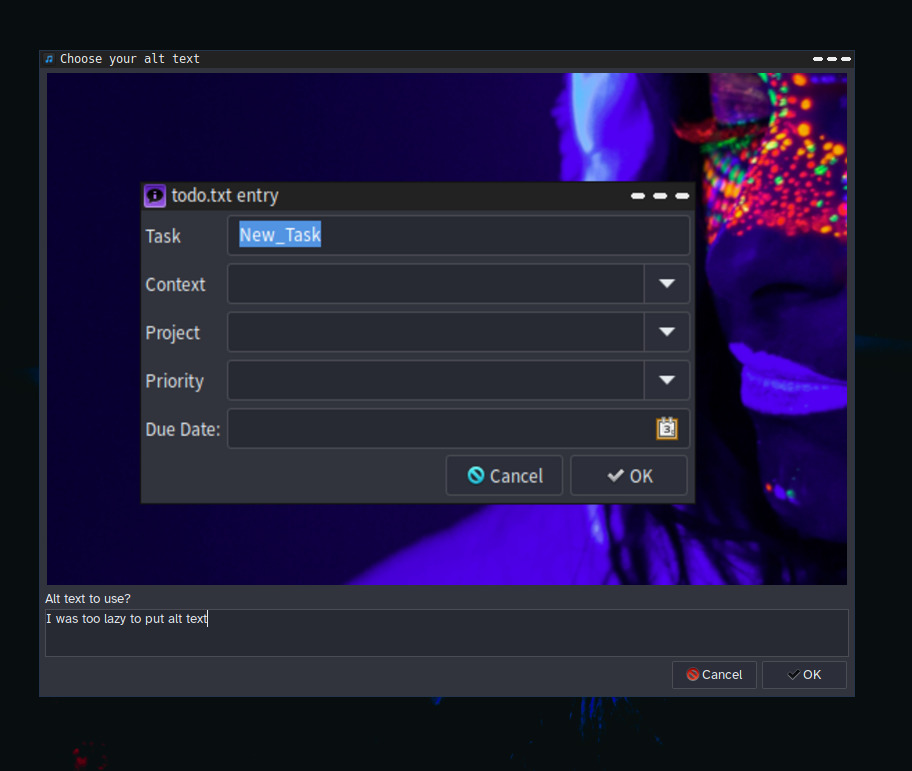 Choose your alt text
todo.txt entry
Task New_Task
Context
Project
Priority
Due Date:
Cancel OK
Alt text to use?
I was too lazy to put alt text
Cancel OK